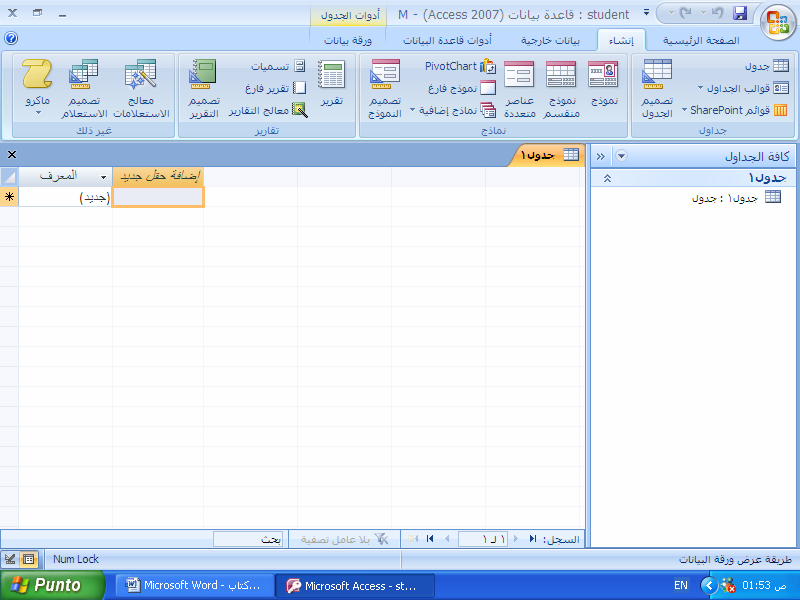 student : قاعدة بيانات (Access 2007) - M
أدوات الجدول
الصفحة الرئيسية
إنشاء
بيانات خارجية
أدوات قاعدة البيانات
ورقة بيانات
جدول
قوالب الجداول
قوائم SharePoint
تصميم الجدول
جداول
نموذج
نموذج منقسم
عناصر متعددة
PivotChart
نموذج فارغ
نماذج إضافية
تصميم النموذج
نماذج
تقرير
تسميات
تقرير فارغ
معالج التقارير
تصميم التقرير
تقارير
معالج الاستعلامات
تصميم الاستعلام
ماكرو
غير ذلك
كافة الجداول
جدول١
جدول١ : جدول
جدول١
المعرف
إضافة حقل جديد
(جديد)
السجل:
١ لـ ١
بلا عامل تصفية
بحث
طريقة عرض ورقة البيانات
Num Lock
Punto
Microsoft Word - كتاب...
Microsoft Access - st...
EN
01:53 ص